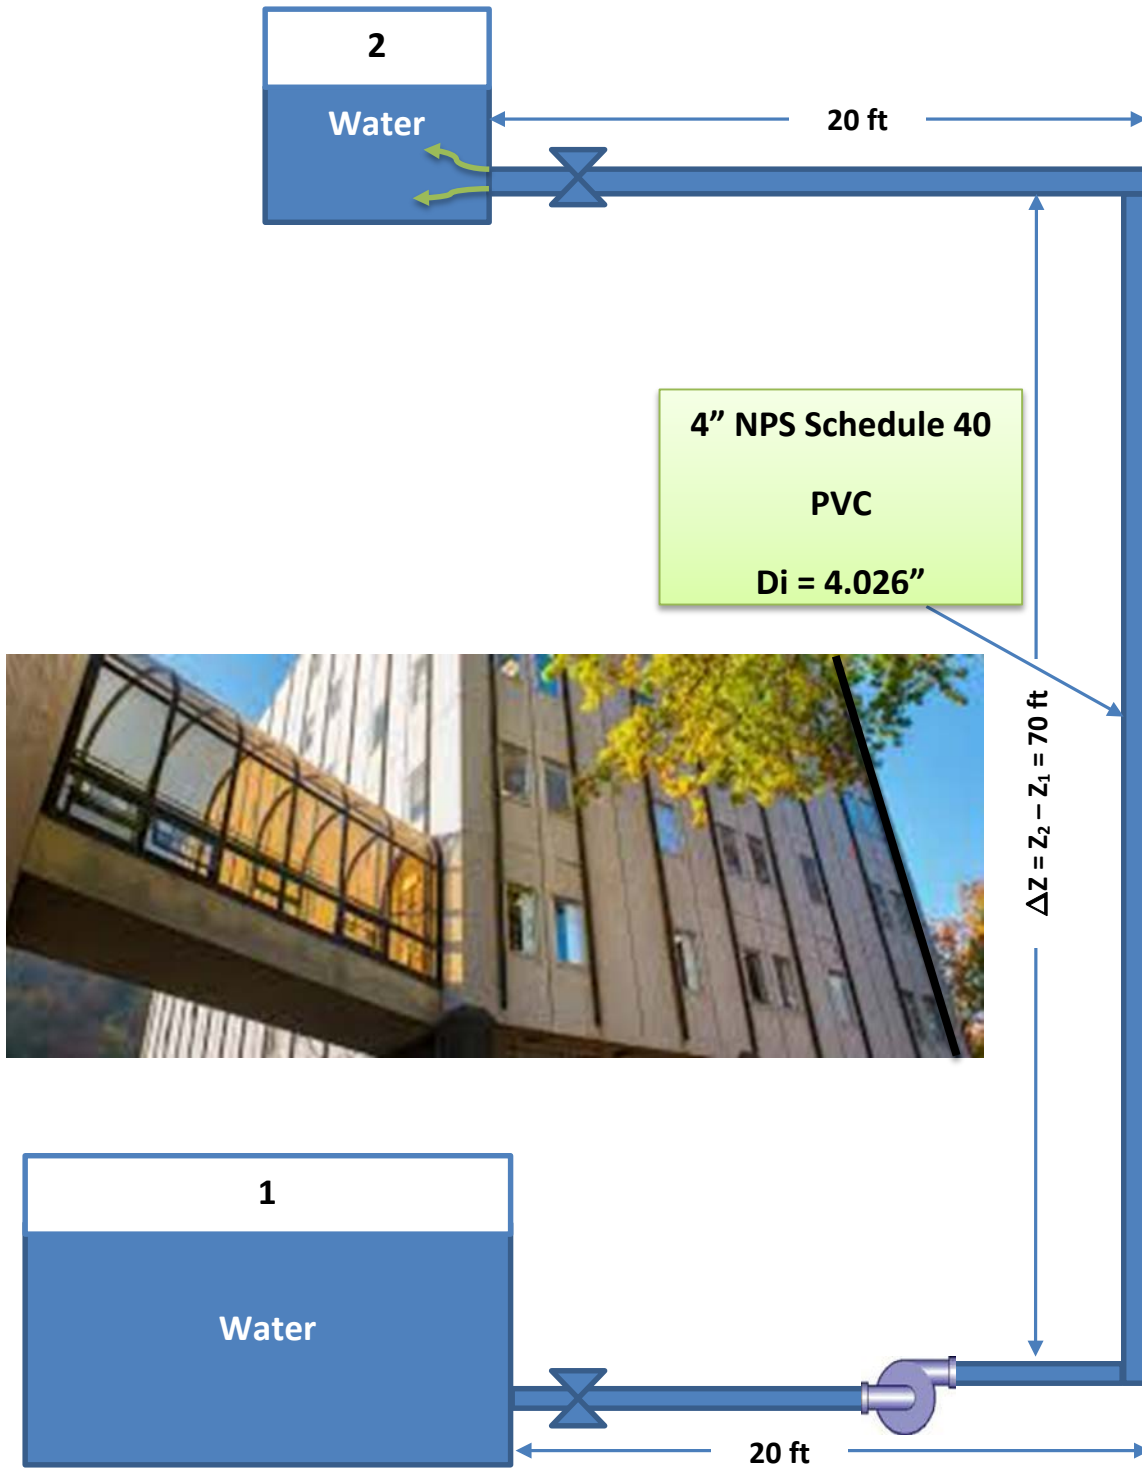 2
Water
20 ft
4” NPS Schedule 40
PVC
Di = 4.026”
ΔZ = Z₂ – Z₁ = 70 ft
1
Water
20 ft